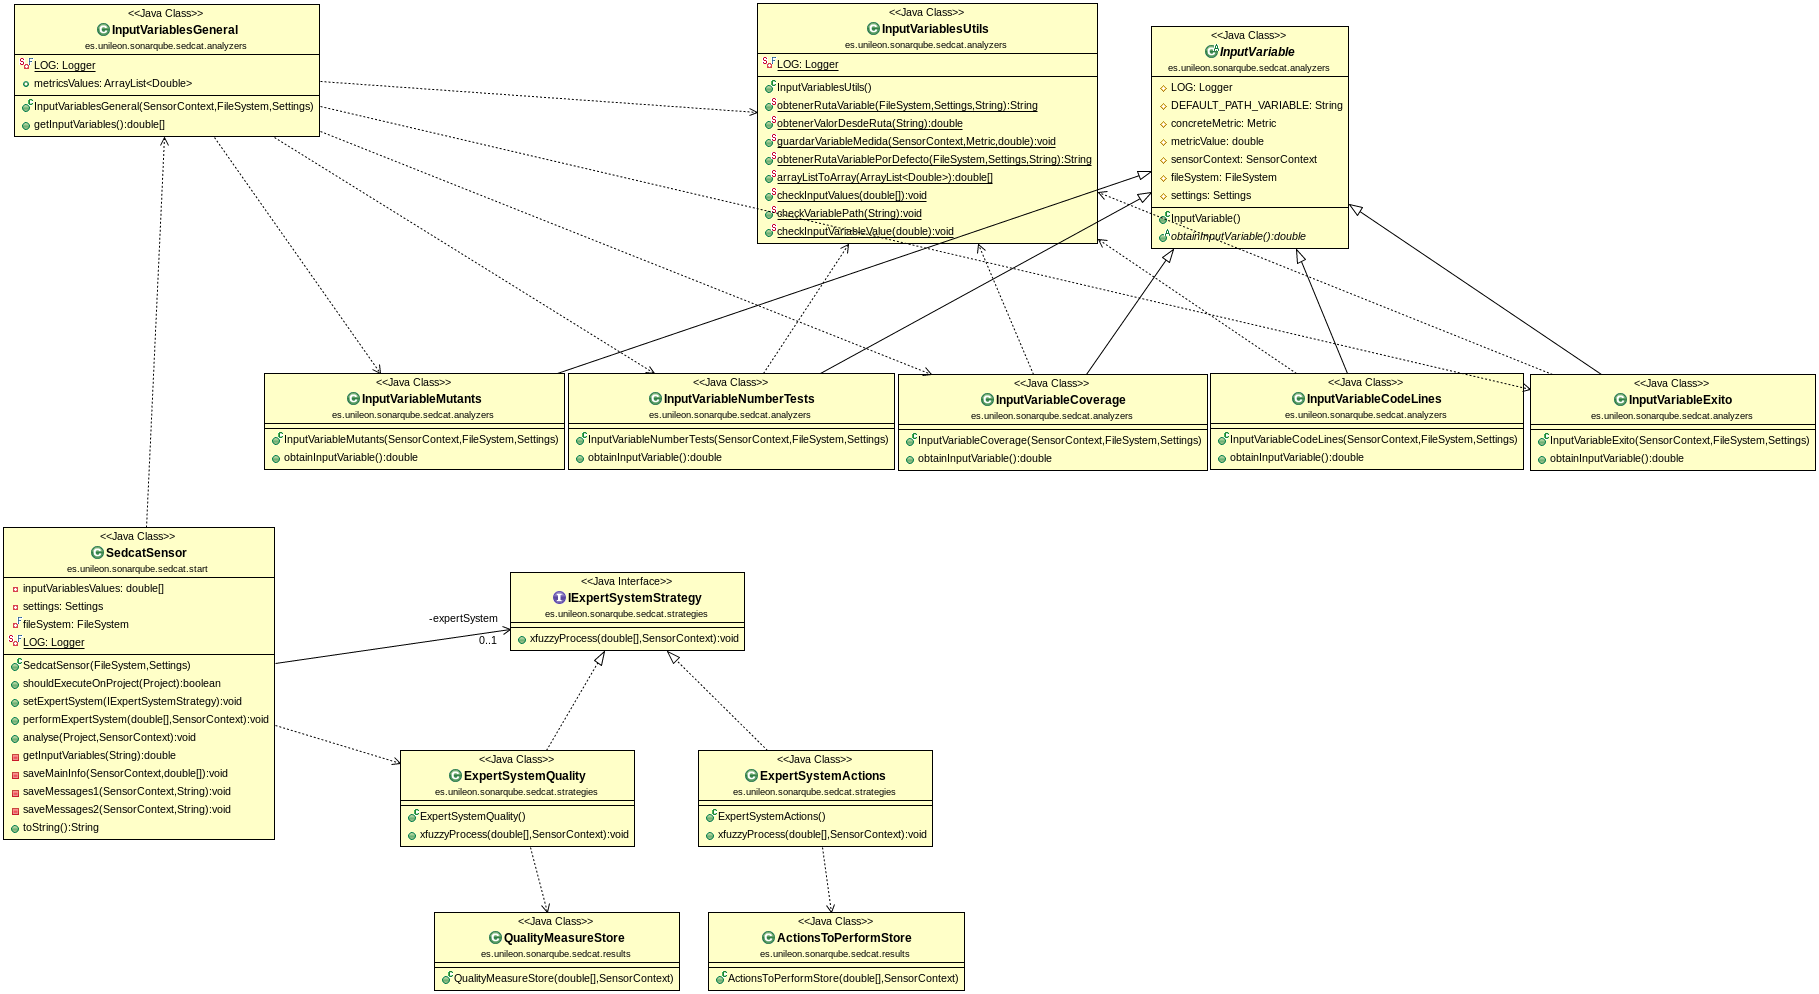 <<Java Class>>
InputVariablesGeneral
es.unileon.sonarqube.sedcat.analyzers
LOG: Logger
metricsValues: ArrayList<Double>
InputVariablesGeneral(SensorContext,FileSystem,Settings)
getInputVariables():double[]
<<Java Class>>
InputVariablesUtils
es.unileon.sonarqube.sedcat.analyzers
LOG: Logger
InputVariablesUtils()
obtenerRutaVariable(FileSystem,Settings,String):String
obtenerValorDesdeRuta(String):double
guardarVariableMedida(SensorContext,Metric,double):void
obtenerRutaVariablePorDefecto(FileSystem,Settings,String):String
arrayListToArray(ArrayList<Double>):double[]
checkInputValues(double[]):void
checkVariablePath(String):void
checkInputVariableValue(double):void
<<Java Class>>
InputVariable
es.unileon.sonarqube.sedcat.analyzers
LOG: Logger
DEFAULT_PATH_VARIABLE: String
concreteMetric: Metric
metricValue: double
sensorContext: SensorContext
fileSystem: FileSystem
settings: Settings
InputVariable()
obtainInputVariable():double
<<Java Class>>
InputVariableMutants
es.unileon.sonarqube.sedcat.analyzers
InputVariableMutants(SensorContext,FileSystem,Settings)
obtainInputVariable():double
<<Java Class>>
InputVariableNumberTests
es.unileon.sonarqube.sedcat.analyzers
InputVariableNumberTests(SensorContext,FileSystem,Settings)
obtainInputVariable():double
<<Java Class>>
InputVariableCoverage
es.unileon.sonarqube.sedcat.analyzers
InputVariableCoverage(SensorContext,FileSystem,Settings)
obtainInputVariable():double
<<Java Class>>
InputVariableCodeLines
es.unileon.sonarqube.sedcat.analyzers
InputVariableCodeLines(SensorContext,FileSystem,Settings)
obtainInputVariable():double
<<Java Class>>
InputVariableExito
es.unileon.sonarqube.sedcat.analyzers
InputVariableExito(SensorContext,FileSystem,Settings)
obtainInputVariable():double
<<Java Class>>
SedcatSensor
es.unileon.sonarqube.sedcat.start
inputVariablesValues: double[]
settings: Settings
fileSystem: FileSystem
LOG: Logger
SedcatSensor(FileSystem,Settings)
shouldExecuteOnProject(Project):boolean
setExpertSystem(IExpertSystemStrategy):void
performExpertSystem(double[],SensorContext):void
analyse(Project,SensorContext):void
getInputVariables(String):double
saveMainInfo(SensorContext,double[]):void
saveMessages1(SensorContext,String):void
saveMessages2(SensorContext,String):void
toString():String
-expertSystem
0..1
<<Java Interface>>
IExpertSystemStrategy
es.unileon.sonarqube.sedcat.strategies
xfuzzyProcess(double[],SensorContext):void
<<Java Class>>
ExpertSystemQuality
es.unileon.sonarqube.sedcat.strategies
ExpertSystemQuality()
xfuzzyProcess(double[],SensorContext):void
<<Java Class>>
ExpertSystemActions
es.unileon.sonarqube.sedcat.strategies
ExpertSystemActions()
xfuzzyProcess(double[],SensorContext):void
<<Java Class>>
QualityMeasureStore
es.unileon.sonarqube.sedcat.results
QualityMeasureStore(double[],SensorContext)
<<Java Class>>
ActionsToPerformStore
es.unileon.sonarqube.sedcat.results
ActionsToPerformStore(double[],SensorContext)